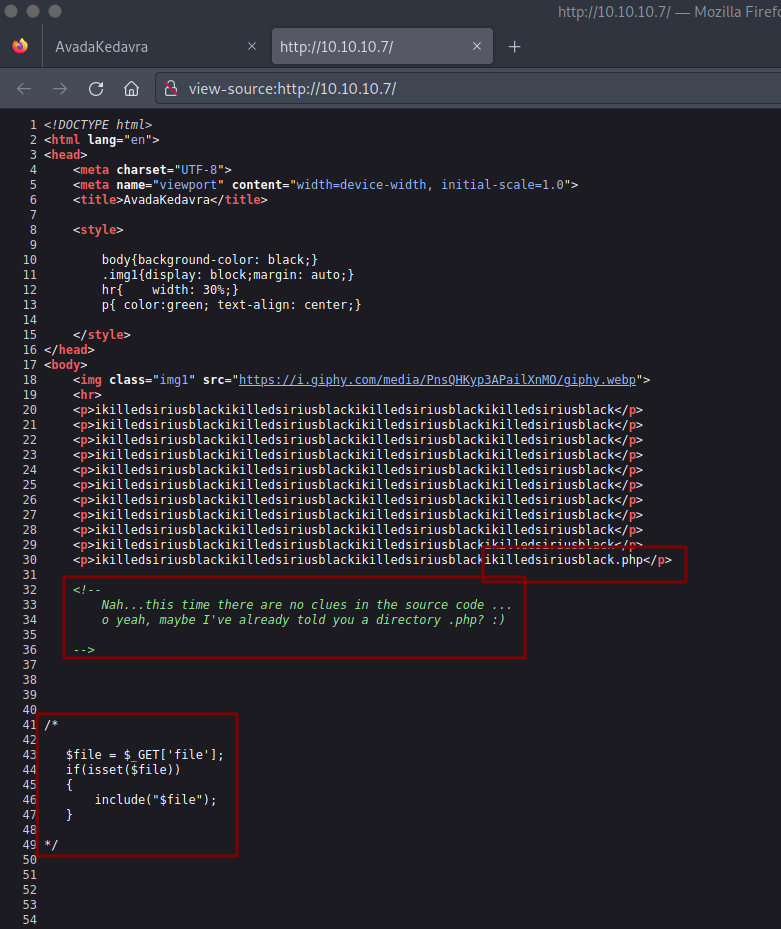 http://10.10.10.7/ — Mozilla Firefo
AvadaKedavra × http://10.10.10.7/ × +
view-source:http://10.10.10.7/
1 <!DOCTYPE html>
2 <html lang="en">
3 <head>
4     <meta charset="UTF-8">
5     <meta name="viewport" content="width=device-width, initial-scale=1.0">
6     <title>AvadaKedavra</title>
7
8     <style>
9
10         body{background-color: black;}
11         .img1{display: block;margin: auto;}
12         hr{    width: 30%;}
13         p{ color:green; text-align: center;}
14
15     </style>
16 </head>
17 <body>
18     <img class="img1" src="https://i.giphy.com/media/PnsQHKyp3APailXnMO/giphy.webp">
19     <hr>
20     <p>ikilledsiriusblackikilledsiriusblackikilledsiriusblackikilledsiriusblack</p>
21     <p>ikilledsiriusblackikilledsiriusblackikilledsiriusblackikilledsiriusblack</p>
22     <p>ikilledsiriusblackikilledsiriusblackikilledsiriusblackikilledsiriusblack</p>
23     <p>ikilledsiriusblackikilledsiriusblackikilledsiriusblackikilledsiriusblack</p>
24     <p>ikilledsiriusblackikilledsiriusblackikilledsiriusblackikilledsiriusblack</p>
25     <p>ikilledsiriusblackikilledsiriusblackikilledsiriusblackikilledsiriusblack</p>
26     <p>ikilledsiriusblackikilledsiriusblackikilledsiriusblackikilledsiriusblack</p>
27     <p>ikilledsiriusblackikilledsiriusblackikilledsiriusblackikilledsiriusblack</p>
28     <p>ikilledsiriusblackikilledsiriusblackikilledsiriusblackikilledsiriusblack</p>
29     <p>ikilledsiriusblackikilledsiriusblackikilledsiriusblackikilledsiriusblack</p>
30     <p>ikilledsiriusblackikilledsiriusblackikilledsiriusblackikilledsiriusblack.php</p>
31
32     <!--
33         Nah...this time there are no clues in the source code ...
34         o yeah, maybe I've already told you a directory .php? :)
35
36     -->
37
38
39
40
41 /*
42
43    $file = $_GET['file'];
44    if(isset($file))
45    {
46        include("$file");
47    }
48
49 */
50
51
52
53
54